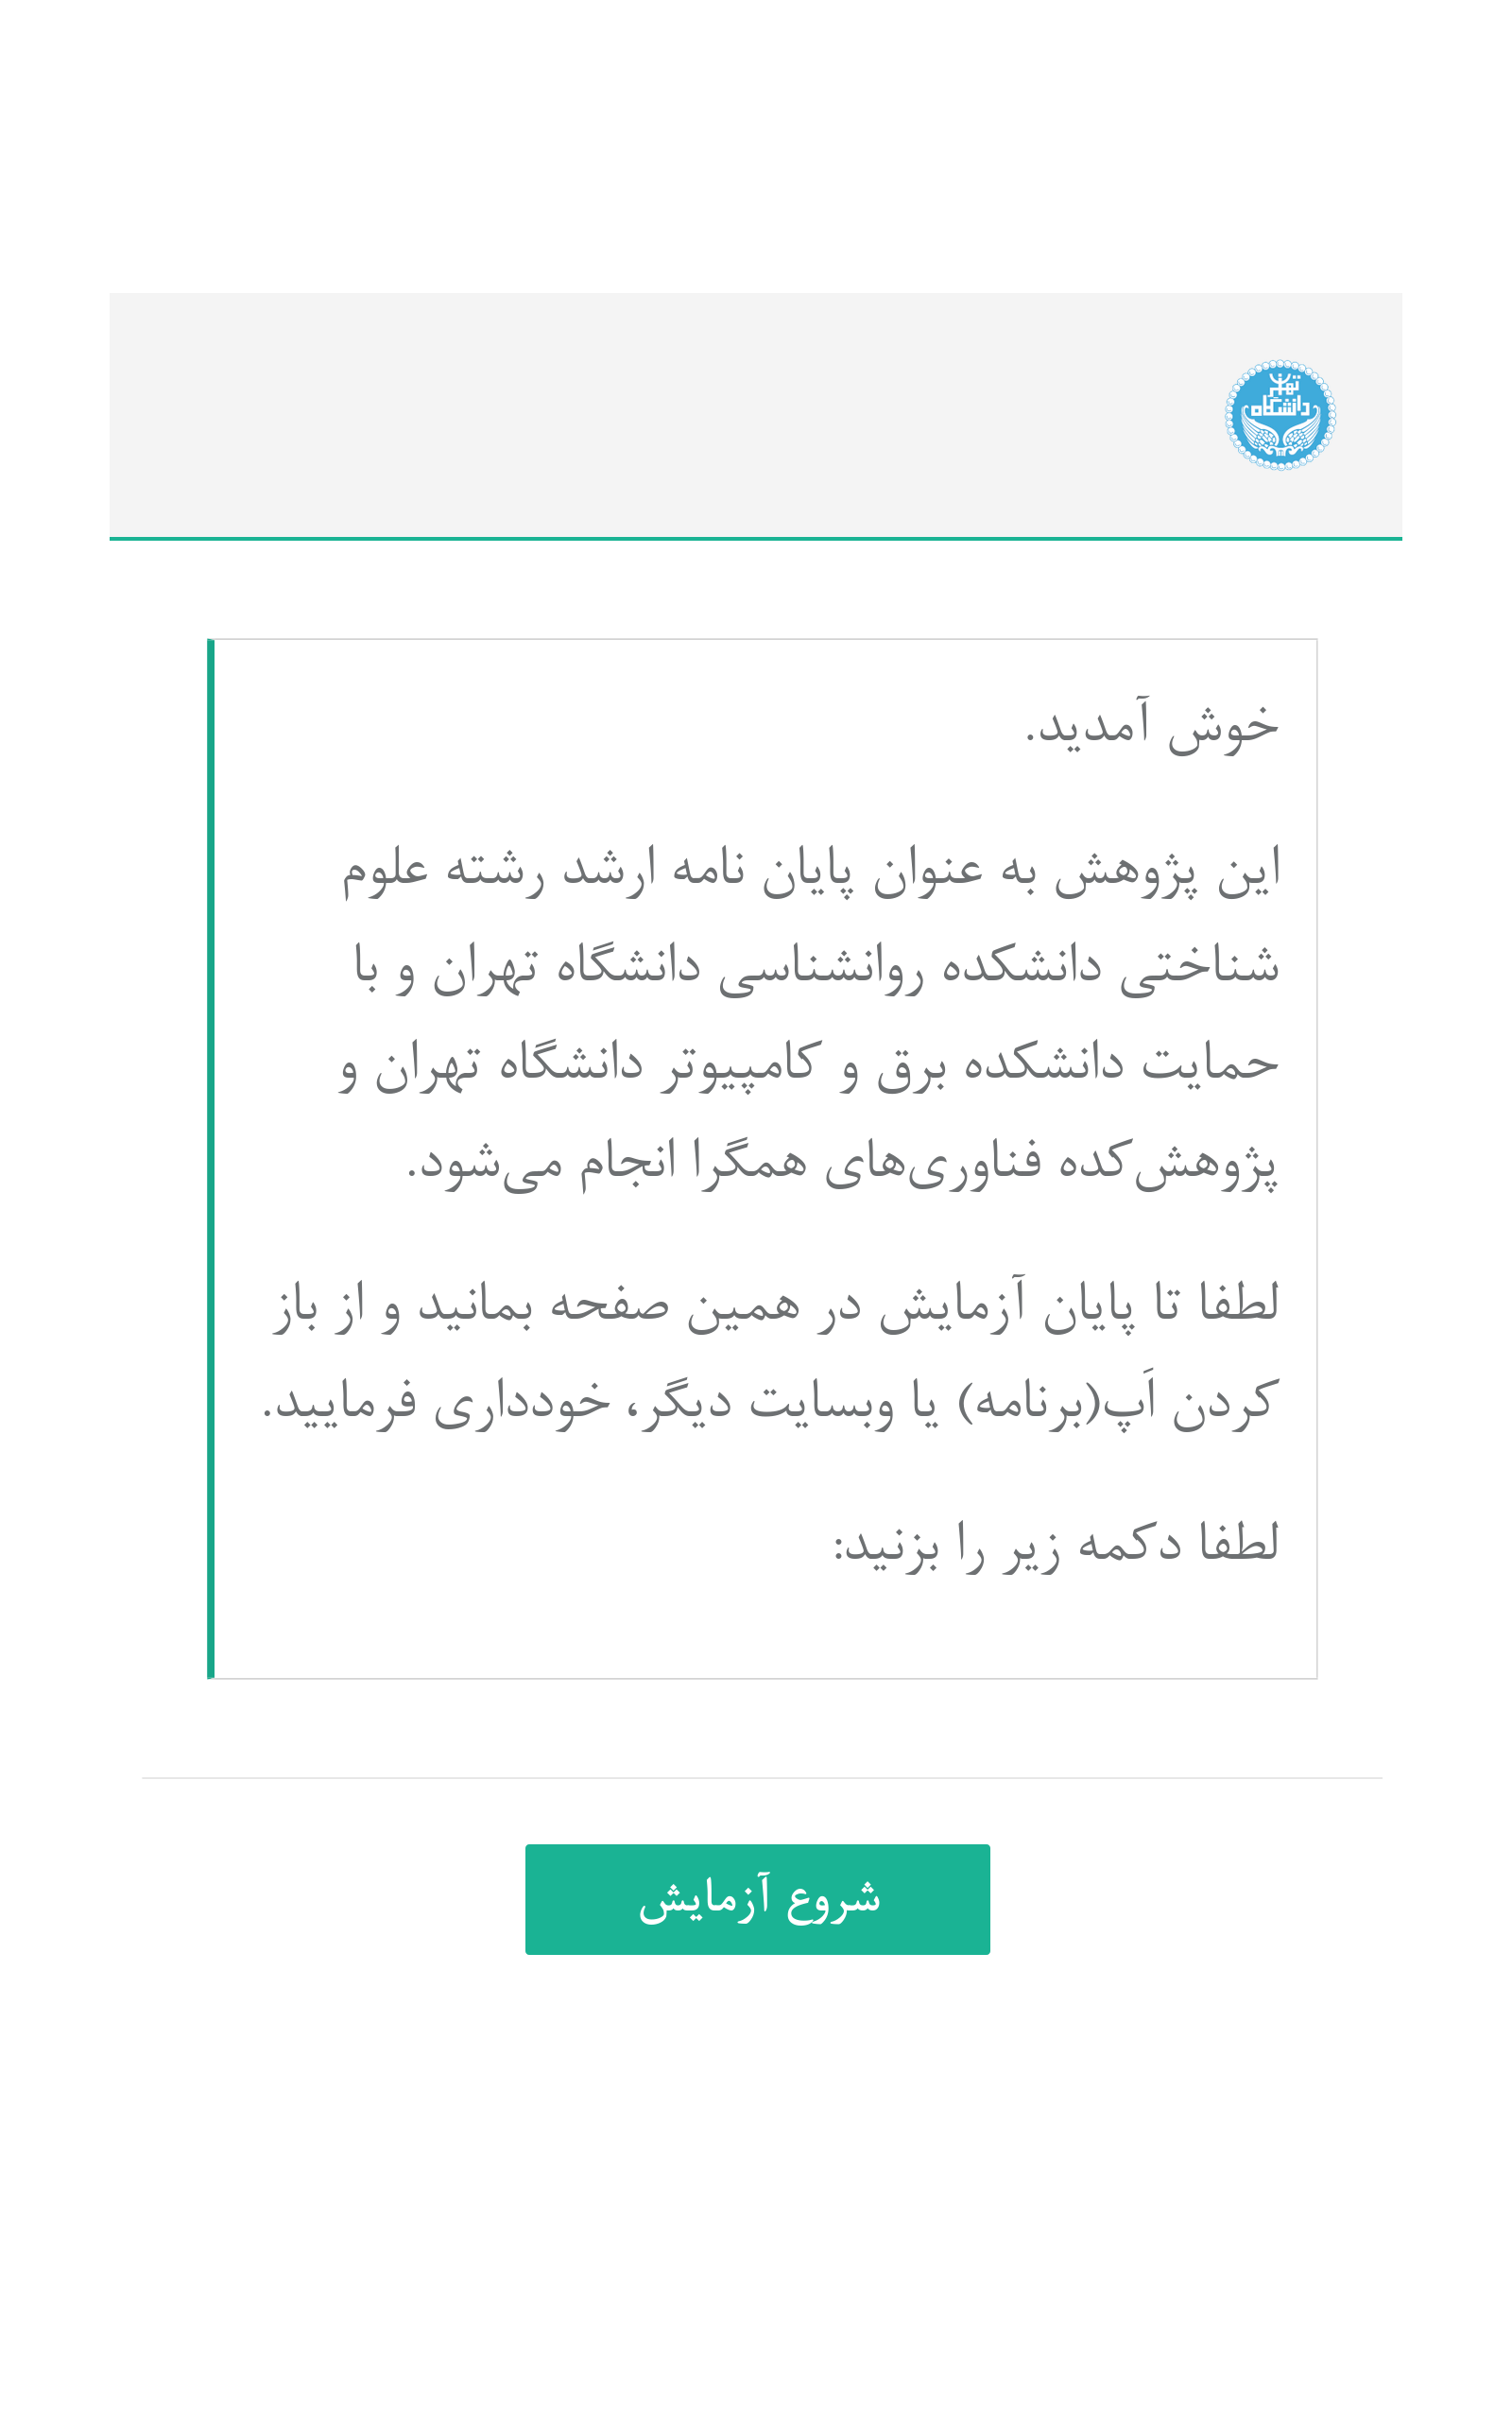 دانشگاه تهران
خوش آمدید.
این پژوهش به عنوان پایان نامه ارشد رشته علوم
شناختی دانشکده روانشناسی دانشگاه تهران و با
حمایت دانشکده برق و کامپیوتر دانشگاه تهران و
پژوهش‌کده فناوری‌های همگرا انجام می‌شود.
لطفا تا پایان آزمایش در همین صفحه بمانید و از باز
کردن اَپ(برنامه) یا وبسایت دیگر، خودداری فرمایید.
لطفا دکمه زیر را بزنید:
شروع آزمایش